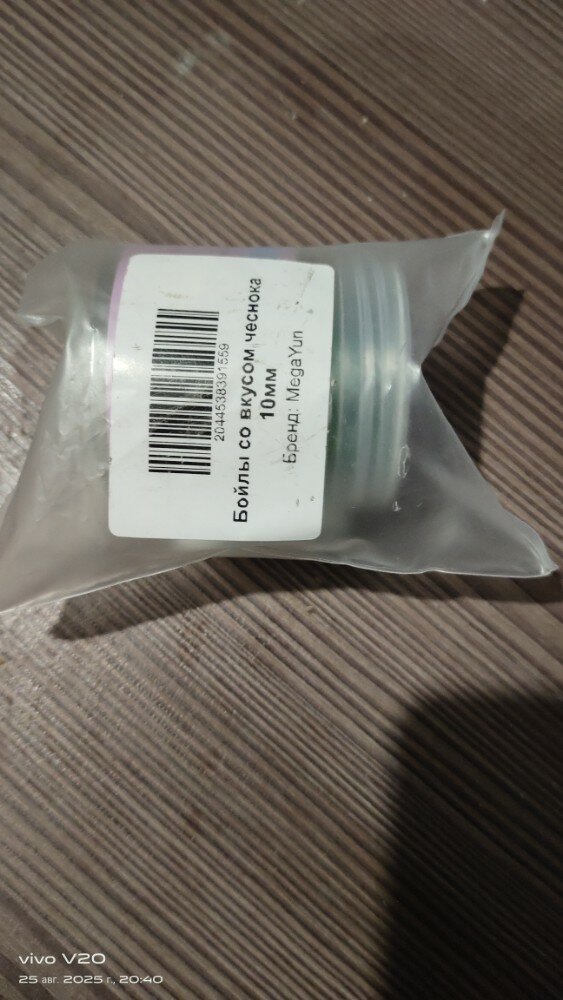 2044538391559
Бойлы со вкусом чеснока
10мм
Бренд: MegaYun
vivo V20
25 авг. 2025 г., 20:40